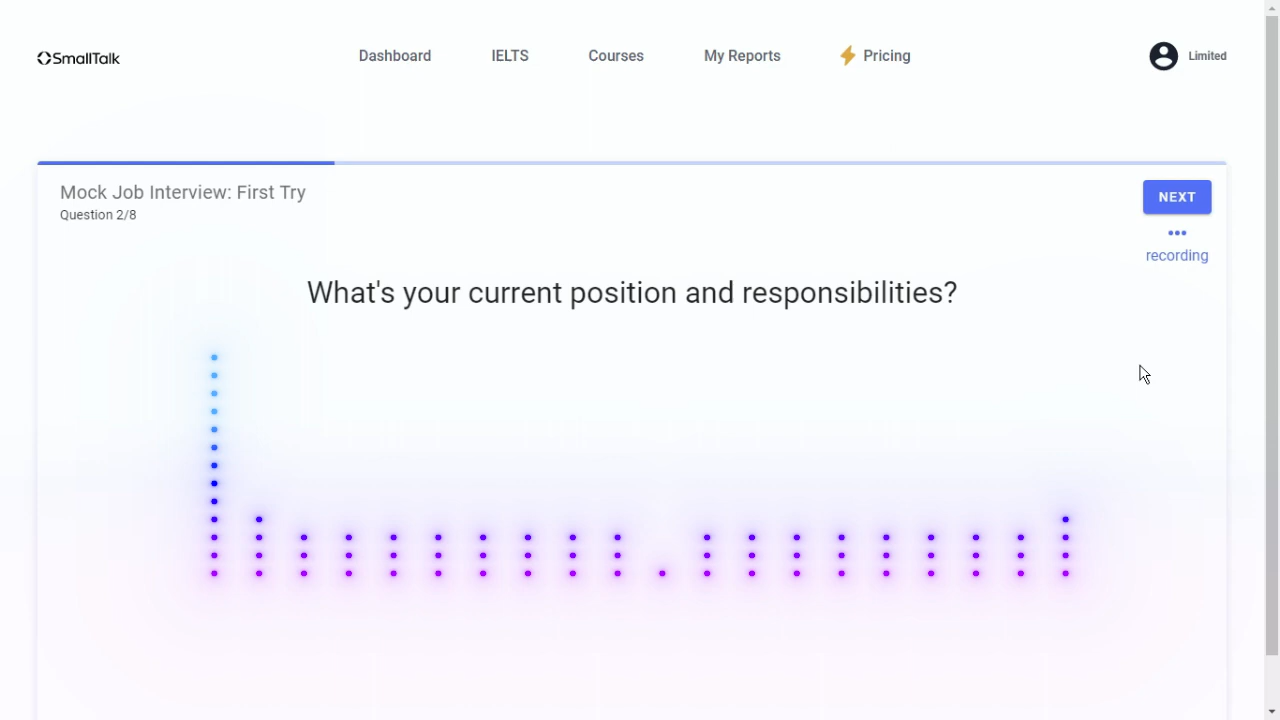 SmallTalk
Dashboard
IELTS
Courses
My Reports
Pricing
Limited
Mock Job Interview: First Try
Question 2/8
NEXT
recording
What's your current position and responsibilities?